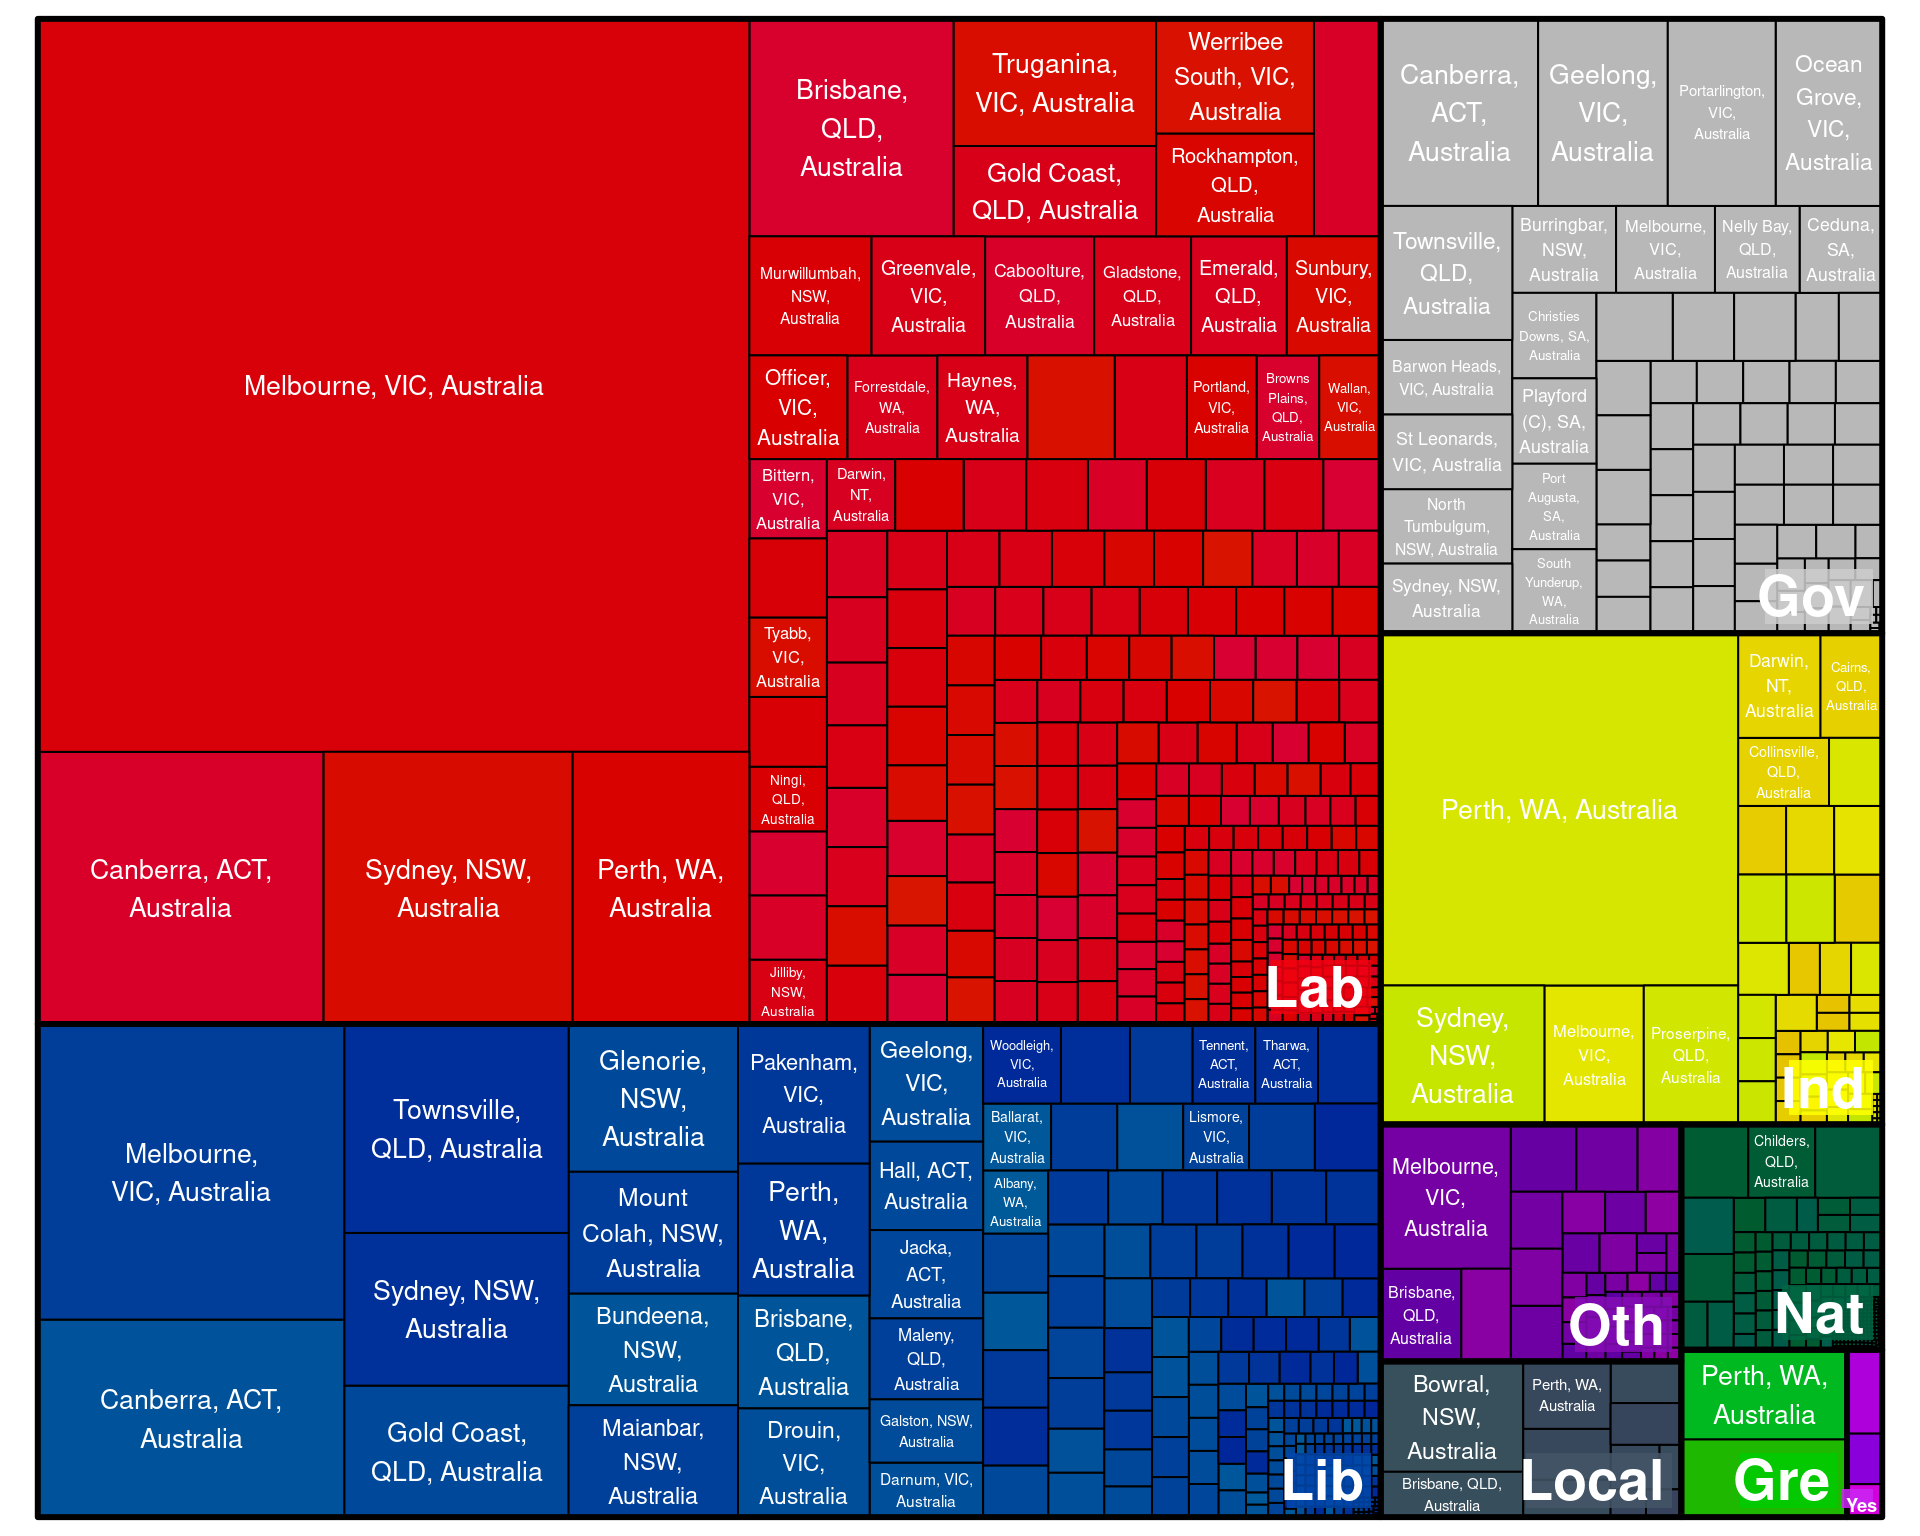 Melbourne, VIC, Australia
Canberra, ACT,
Australia
Sydney, NSW,
Australia
Perth, WA,
Australia
Brisbane,
QLD,
Australia
Truganina,
VIC, Australia
Gold Coast,
QLD, Australia
Werribee
South, VIC,
Australia
Rockhampton,
QLD,
Australia
Murwillumbah,
NSW,
Australia
Greenvale,
VIC,
Australia
Caboolture,
QLD,
Australia
Gladstone,
QLD,
Australia
Emerald,
QLD,
Australia
Sunbury,
VIC,
Australia
Officer,
VIC,
Australia
Forrestdale,
WA,
Australia
Haynes,
WA,
Australia
Portland,
VIC,
Australia
Browns
Plains,
QLD,
Australia
Wallan,
VIC,
Australia
Bittern,
VIC,
Australia
Darwin,
NT,
Australia
Tyabb,
VIC,
Australia
Ningi,
QLD,
Australia
Jilliby,
NSW,
Australia
Lab
Melbourne,
VIC, Australia
Canberra, ACT,
Australia
Townsville,
QLD, Australia
Sydney, NSW,
Australia
Gold Coast,
QLD, Australia
Glenorie,
NSW,
Australia
Mount
Colah, NSW,
Australia
Bundeena,
NSW,
Australia
Maianbar,
NSW,
Australia
Pakenham,
VIC,
Australia
Perth,
WA,
Australia
Brisbane,
QLD,
Australia
Drouin,
VIC,
Australia
Geelong,
VIC,
Australia
Hall, ACT,
Australia
Jacka,
ACT,
Australia
Maleny,
QLD,
Australia
Galston, NSW,
Australia
Darnum, VIC,
Australia
Woodleigh,
VIC,
Australia
Tennent,
ACT,
Australia
Tharwa,
ACT,
Australia
Ballarat,
VIC,
Australia
Lismore,
VIC,
Australia
Albany,
WA,
Australia
Lib
Canberra,
ACT,
Australia
Geelong,
VIC,
Australia
Portarlington,
VIC,
Australia
Ocean
Grove,
VIC,
Australia
Townsville,
QLD,
Australia
Barwon Heads,
VIC, Australia
St Leonards,
VIC, Australia
North
Tumbulgum,
NSW, Australia
Sydney, NSW,
Australia
Burringbar,
NSW,
Australia
Melbourne,
VIC,
Australia
Nelly Bay,
QLD,
Australia
Ceduna,
SA,
Australia
Christies
Downs, SA,
Australia
Playford
(C), SA,
Australia
Port
Augusta,
SA,
Australia
South
Yunderup,
WA,
Australia
Gov
Perth, WA, Australia
Sydney,
NSW,
Australia
Melbourne,
VIC,
Australia
Proserpine,
QLD,
Australia
Darwin,
NT,
Australia
Cairns,
QLD,
Australia
Collinsville,
QLD,
Australia
Ind
Melbourne,
VIC,
Australia
Brisbane,
QLD,
Australia
Oth
Childers,
QLD,
Australia
Nat
Bowral,
NSW,
Australia
Brisbane, QLD,
Australia
Perth, WA,
Australia
Local
Perth, WA,
Australia
Gre
Yes